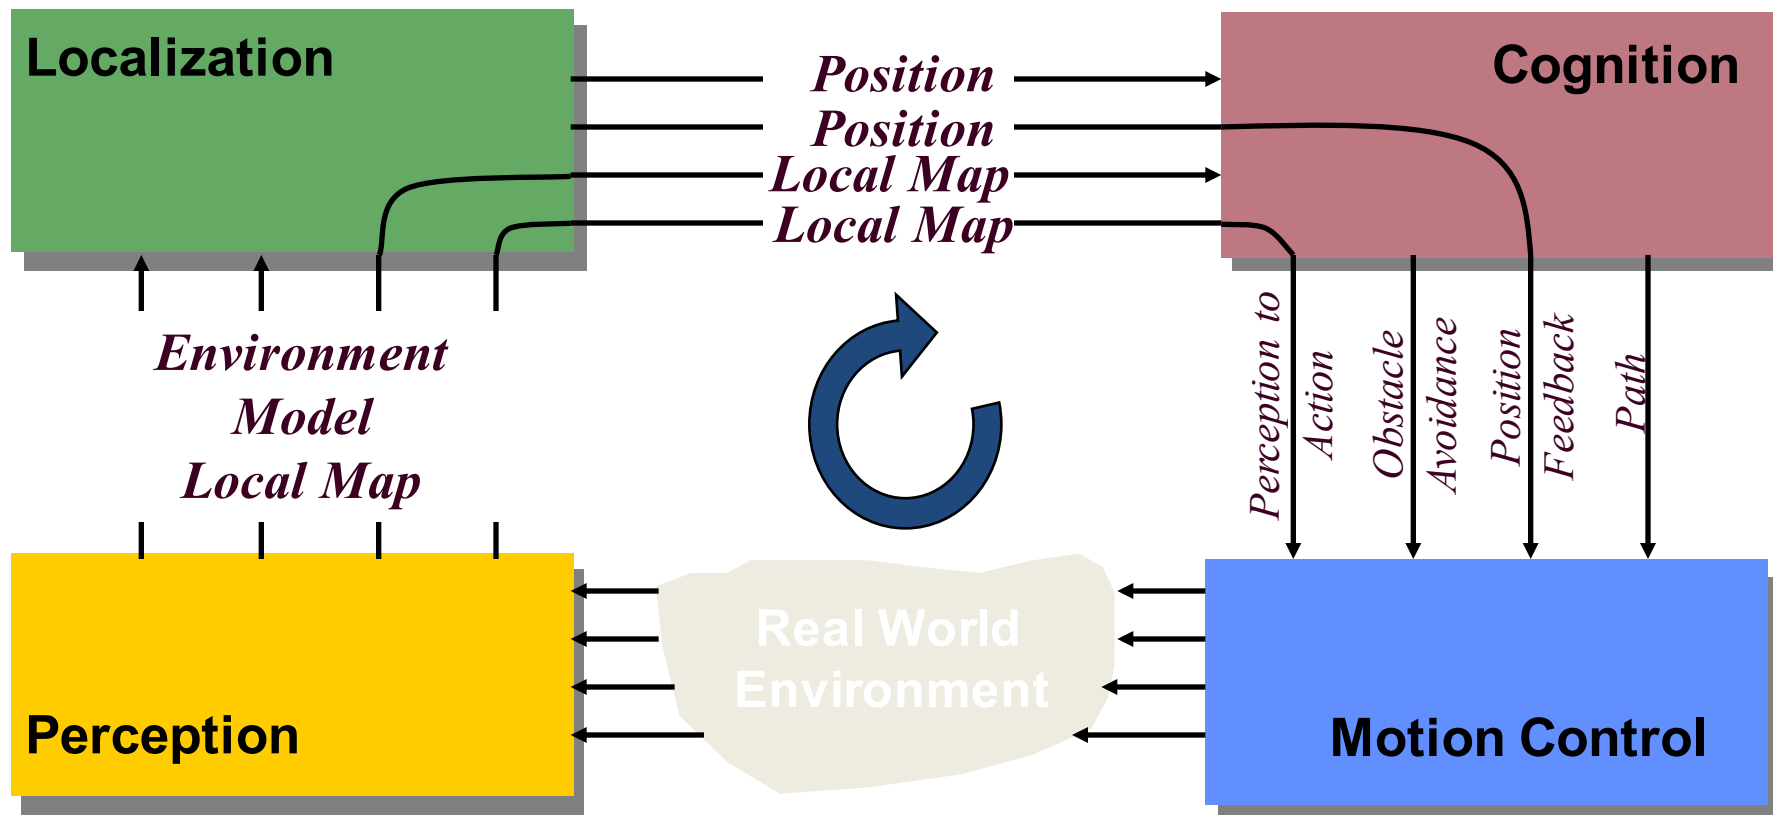 Localization
Cognition
Position
Position
Local Map
Local Map
Environment
Model
Local Map
Perception to
Action
Obstacle
Avoidance
Position
Feedback
Path
Real World
Environment
Perception
Motion Control